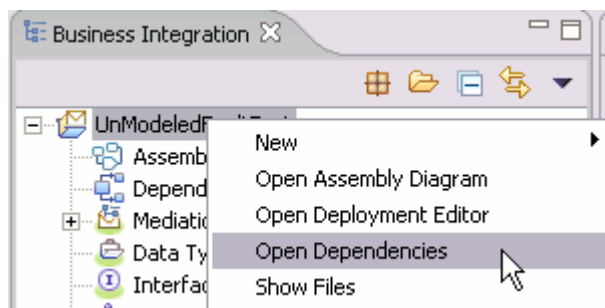 Business Integration
UnModeledF
New
Assemb
Open Assembly Diagram
Depend
Open Deployment Editor
Mediatio
Open Dependencies
Data Ty
Interfac
Show Files